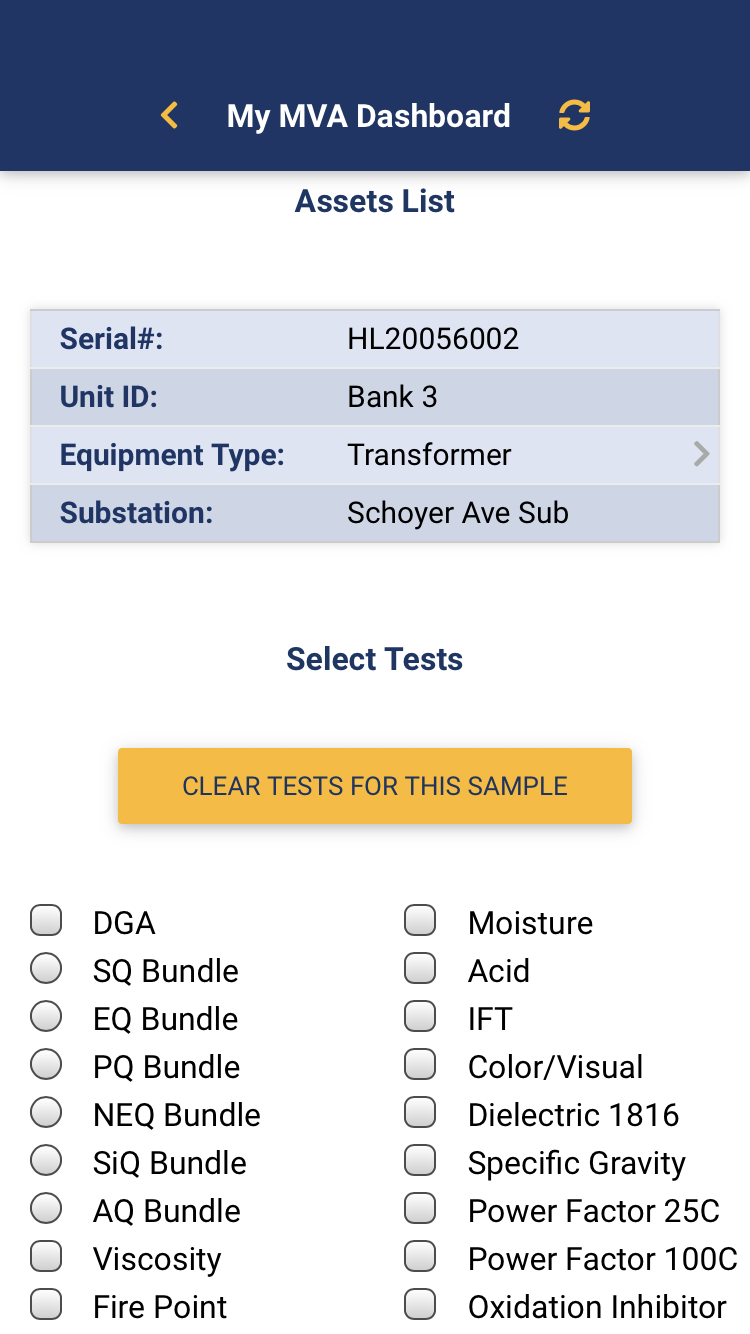 My MVA Dashboard
Assets List
Serial#: HL20056002
Unit ID: Bank 3
Equipment Type: Transformer
Substation: Schoyer Ave Sub
Select Tests
CLEAR TESTS FOR THIS SAMPLE
DGA Moisture
SQ Bundle Acid
EQ Bundle IFT
PQ Bundle Color/Visual
NEQ Bundle Dielectric 1816
SiQ Bundle Specific Gravity
AQ Bundle Power Factor 25C
Viscosity Power Factor 100C
Fire Point Oxidation Inhibitor